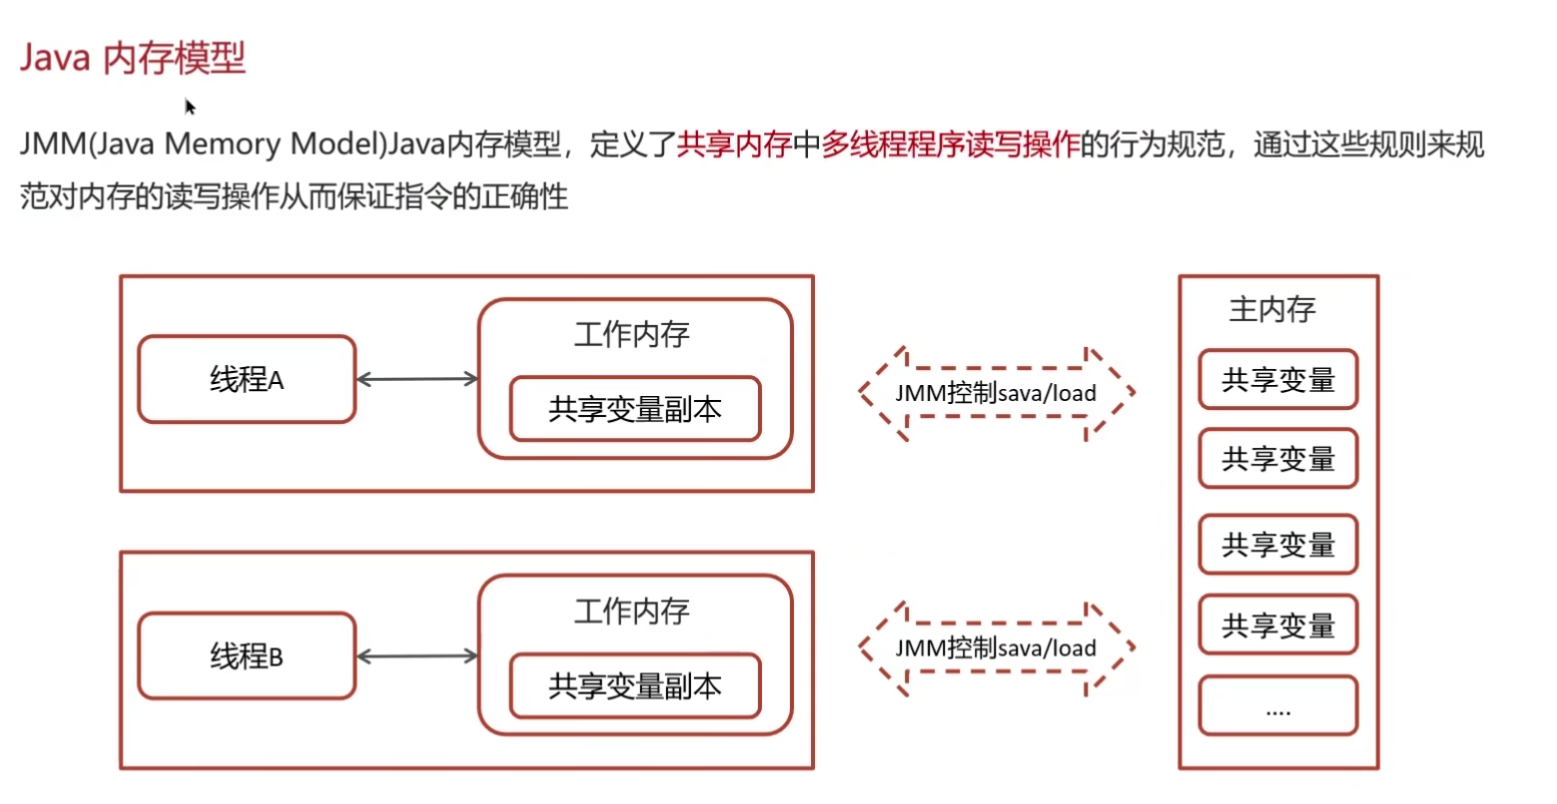 Java 内存模型
JMM(Java Memory Model)Java内存模型，定义了共享内存中多线程程序读写操作的行为规范，通过这些规则来规
范对内存的读写操作从而保证指令的正确性
线程A
工作内存
共享变量副本
JMM控制sava/load
线程B
工作内存
共享变量副本
JMM控制sava/load
主内存
共享变量
共享变量
共享变量
共享变量
....